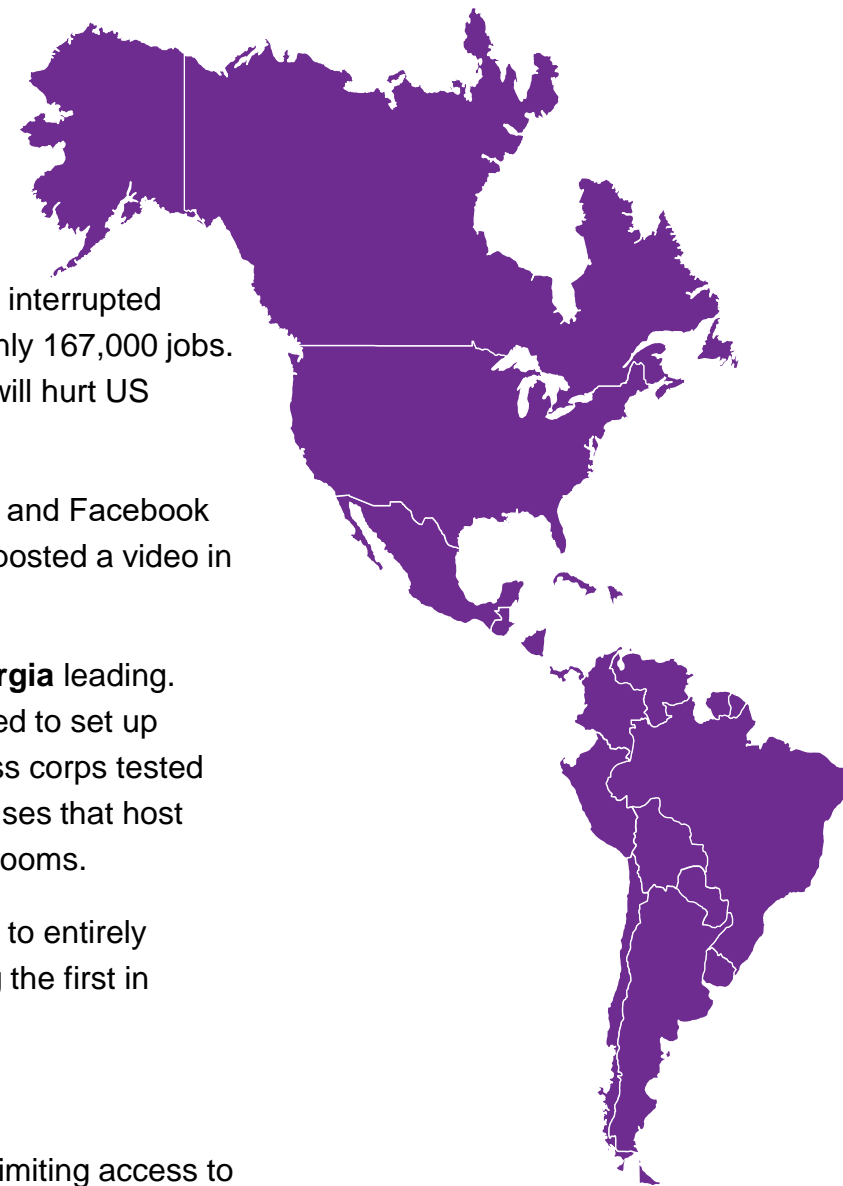 interrupted
nly 167,000 jobs.
will hurt US
and Facebook
posted a video in
rgia leading.
ed to set up
ss corps tested
ses that host
ooms.
to entirely
g the first in
imiting access to